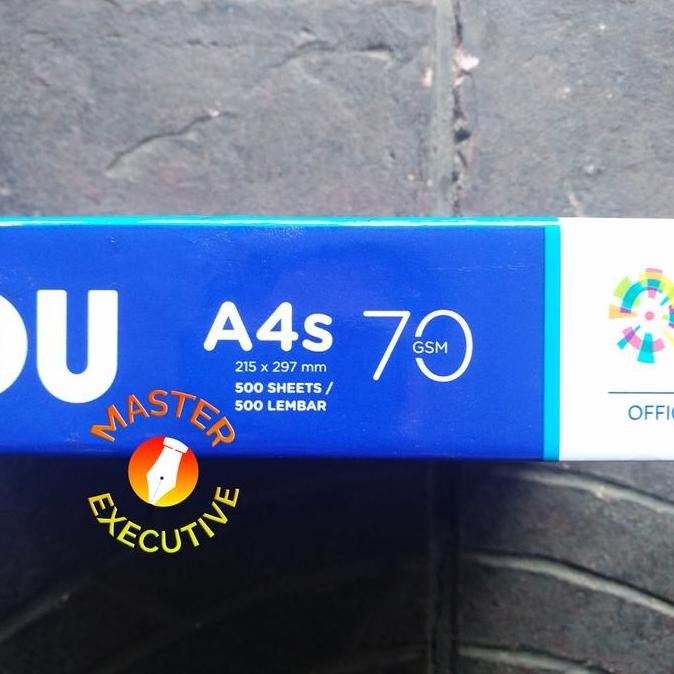 OU
A4s
215 x 297 mm
500 SHEETS /
500 LEMBAR
70
GSM
OFFIC
MASTER
EXECUTIVE